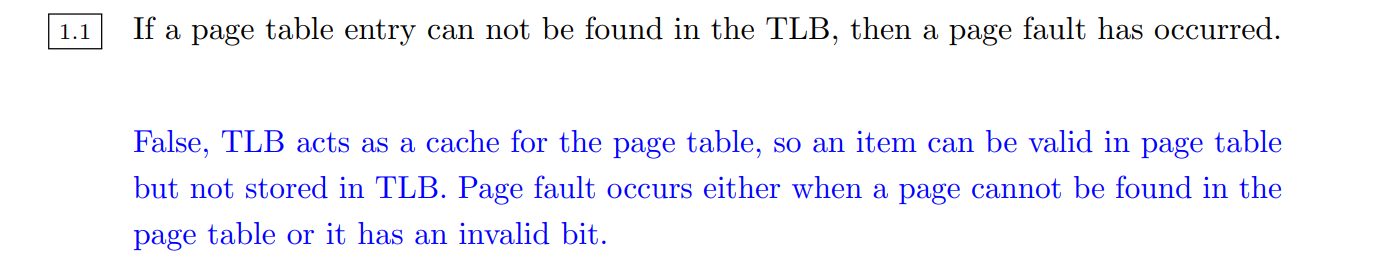 1.1 If a page table entry can not be found in the TLB, then a page fault has occurred.
False, TLB acts as a cache for the page table, so an item can be valid in page table
but not stored in TLB. Page fault occurs either when a page cannot be found in the
page table or it has an invalid bit.